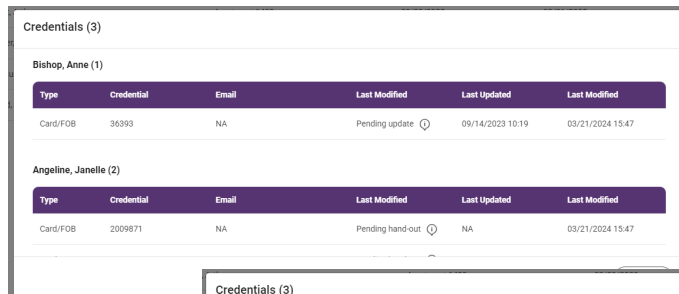 Credentials (3)
Bishop, Anne (1)
Type Credential Email Last Modified Last Updated Last Modified
Card/FOB 36393 NA Pending update 09/14/2023 10:19 03/21/2024 15:47
Angeline, Janelle (2)
Type Credential Email Last Modified Last Updated Last Modified
Card/FOB 2009871 NA Pending hand-out NA 03/21/2024 15:47
Credentials (3)